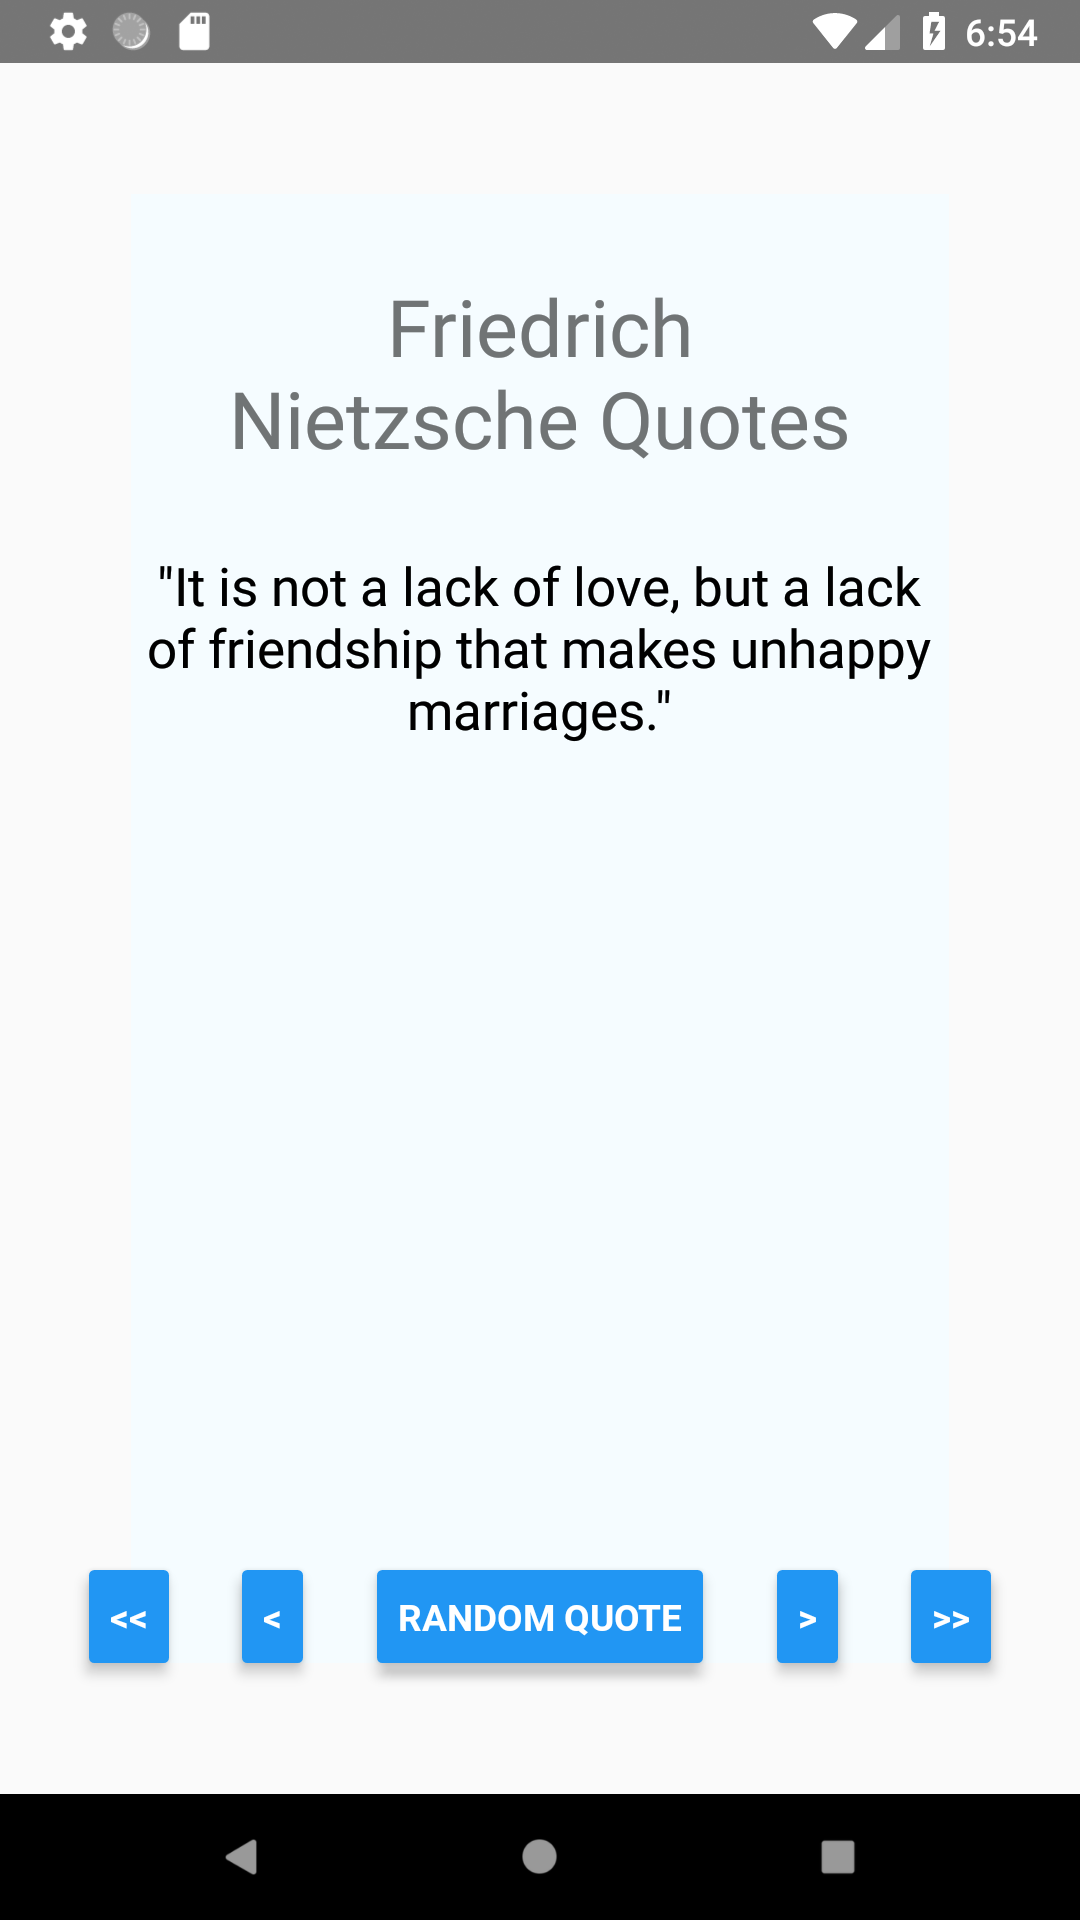 6:54
Friedrich
Nietzsche Quotes
"It is not a lack of love, but a lack
of friendship that makes unhappy
marriages."
<< < RANDOM QUOTE > >>